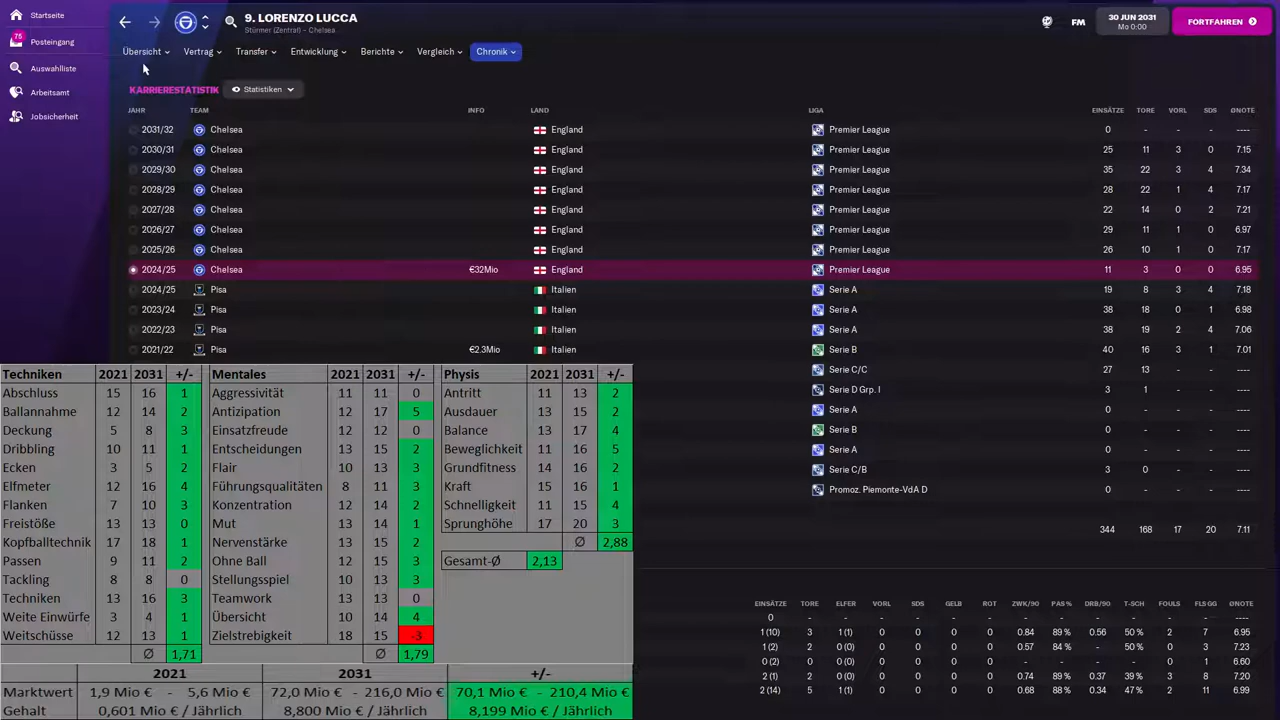 Startseite
75
Posteingang
Auswahlliste
Arbeitsamt
Jobsicherheit
9. LORENZO LUCCA
Stürmer (Zentral) - Chelsea
FM
30 JUN 2031
Mo 0:00
FORTFAHREN
Übersicht Vertrag Transfer Entwicklung Berichte Vergleich Chronik
KARRIERESTATISTIK Statistiken
JAHR TEAM INFO LAND LIGA EINSÄTZE TORE VORL SDS ØNOTE
2031/32 Chelsea England Premier League 0 - - - ----
2030/31 Chelsea England Premier League 25 11 3 0 7.15
2029/30 Chelsea England Premier League 35 22 3 4 7.34
2028/29 Chelsea England Premier League 28 22 1 4 7.17
2027/28 Chelsea England Premier League 22 14 0 2 7.21
2026/27 Chelsea England Premier League 29 11 1 0 6.97
2025/26 Chelsea England Premier League 26 10 1 0 7.17
2024/25 Chelsea €32Mio England Premier League 11 3 0 0 6.95
2024/25 Pisa Italien Serie A 19 8 3 4 7.18
2023/24 Pisa Italien Serie A 38 18 0 1 6.98
2022/23 Pisa Italien Serie A 38 19 2 4 7.06
2021/22 Pisa €2.3Mio Italien Serie B 40 16 3 1 7.01
Serie C/C 27 13 - - ----
Serie D Grp. I 3 1 - - ----
Serie A 0 - - - ----
Serie B 0 - - - ----
Serie A 0 - - - ----
Serie C/B 3 0 - - ----
Promoz. Piemonte-VdA D 0 - - - ----
344 168 17 20 7.11
Techniken 2021 2031 +/- Mentales 2021 2031 +/- Physis 2021 2031 +/-
Abschluss 15 16 1 Aggressivität 11 11 0 Antritt 11 13 2
Ballannahme 12 14 2 Antizipation 12 17 5 Ausdauer 13 15 2
Deckung 5 8 3 Einsatzfreude 12 12 0 Balance 13 17 4
Dribbling 10 11 1 Entscheidungen 13 15 2 Beweglichkeit 11 16 5
Ecken 3 5 2 Flair 10 13 3 Grundfitness 14 16 2
Elfmeter 12 16 4 Führungsqualitäten 8 11 3 Kraft 15 16 1
Flanken 7 10 3 Konzentration 12 14 2 Schnelligkeit 11 15 4
Freistöße 13 13 0 Mut 13 14 1 Sprunghöhe 17 20 3
Kopfballtechnik 17 18 1 Nervenstärke 13 15 2 Ø 2,88
Passen 9 11 2 Ohne Ball 12 15 3 Gesamt-Ø 2,13
Tackling 8 8 0 Stellungsspiel 10 13 3
Techniken 13 16 3 Teamwork 13 13 0
Weite Einwürfe 3 4 1 Übersicht 10 14 4
Weitschüsse 12 13 1 Zielstrebigkeit 18 15 -3
Ø 1,71 Ø 1,79
2021 2031 +/-
Marktwert 1,9 Mio € - 5,6 Mio € 72,0 Mio € - 216,0 Mio € 70,1 Mio € - 210,4 Mio €
Gehalt 0,601 Mio € / Jährlich 8,800 Mio € / Jährlich 8,199 Mio € / Jährlich
EINSÄTZE TORE ELFER VORL SDS GELB ROT ZWK/90 PAS % DRB/90 T-SCH FOULS FLS GG ØNOTE
0 - - - - - - - - - - - - ----
1 (10) 3 1 (1) 0 0 0 0 0.84 89 % 0.56 50 % 2 7 6.95
1 (2) 2 0 (0) 0 0 0 0 0.57 84 % - 50 % 0 3 7.23
0 (2) 0 0 (0) 0 0 0 0 - - - - 0 1 6.60
2 (1) 2 0 (0) 0 0 0 0 0.74 89 % 0.37 39 % 3 8 7.20
2 (14) 5 1 (1) 0 0 0 0 0.68 88 % 0.34 47 % 2 11 6.99